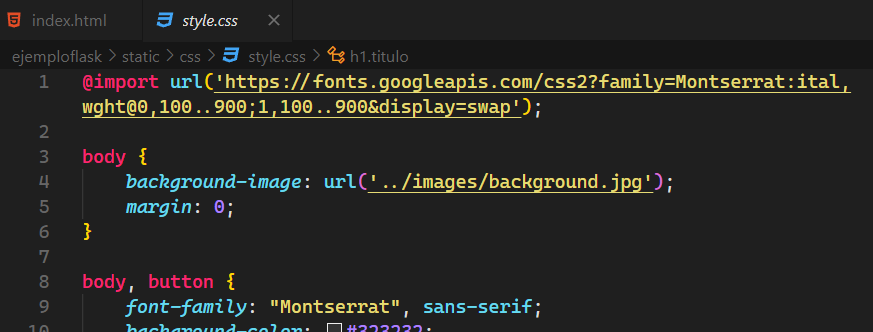 index.html
style.css
ejemploflask > static > css > style.css > h1.titulo
1 @import url('https://fonts.googleapis.com/css2?family=Montserrat:ital,
wght@0,100..900;1,100..900&display=swap');
2
3 body {
4 background-image: url('../images/background.jpg');
5 margin: 0;
6 }
7
8 body, button {
9 font-family: "Montserrat", sans-serif;
10 background-color: #323232;